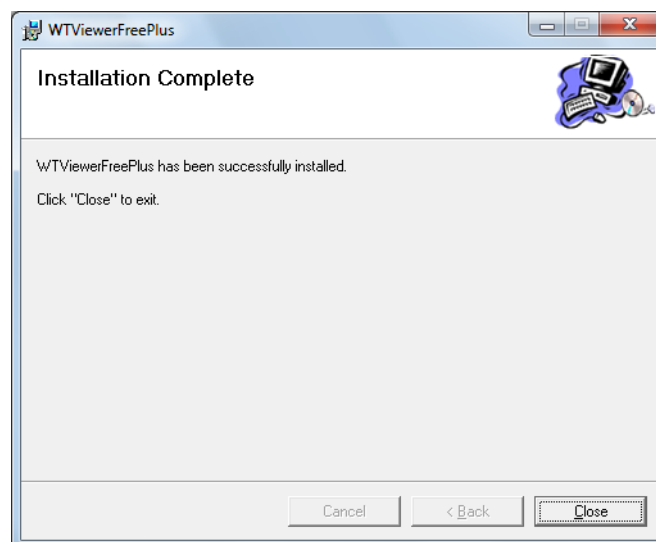 WTViewerFreePlus
Installation Complete
WTViewerFreePlus has been successfully installed.
Click "Close" to exit.
Cancel
< Back
Close